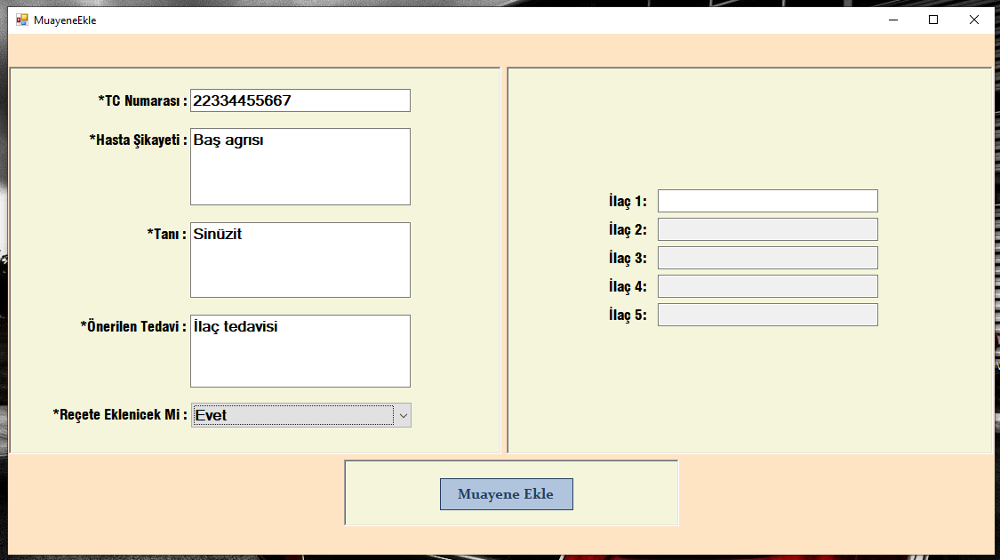 MuayeneEkle
*TC Numarası : 22334455667
*Hasta Şikayeti : Baş agrısı
*Tanı : Sinüzit
*Önerilen Tedavi : İlaç tedavisi
*Reçete Eklenicek Mi : Evet
İlaç 1:
İlaç 2:
İlaç 3:
İlaç 4:
İlaç 5:
Muayene Ekle